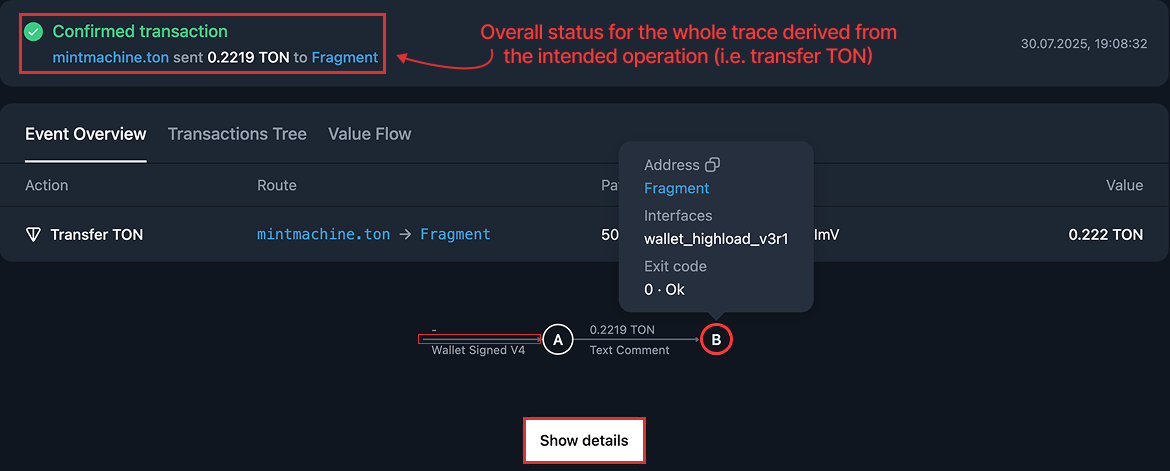 Confirmed transaction
mintmachine.ton sent 0.2219 TON to Fragment
Overall status for the whole trace derived from
the intended operation (i.e. transfer TON)
30.07.2025, 19:08:32
Event Overview Transactions Tree Value Flow
Action Route Pa Value
Transfer TON mintmachine.ton → Fragment 50 ImV 0.222 TON
Address
Fragment
Interfaces
wallet_highload_v3r1
Exit code
0 · Ok
-
Wallet Signed V4
A
0.2219 TON
Text Comment
B
Show details